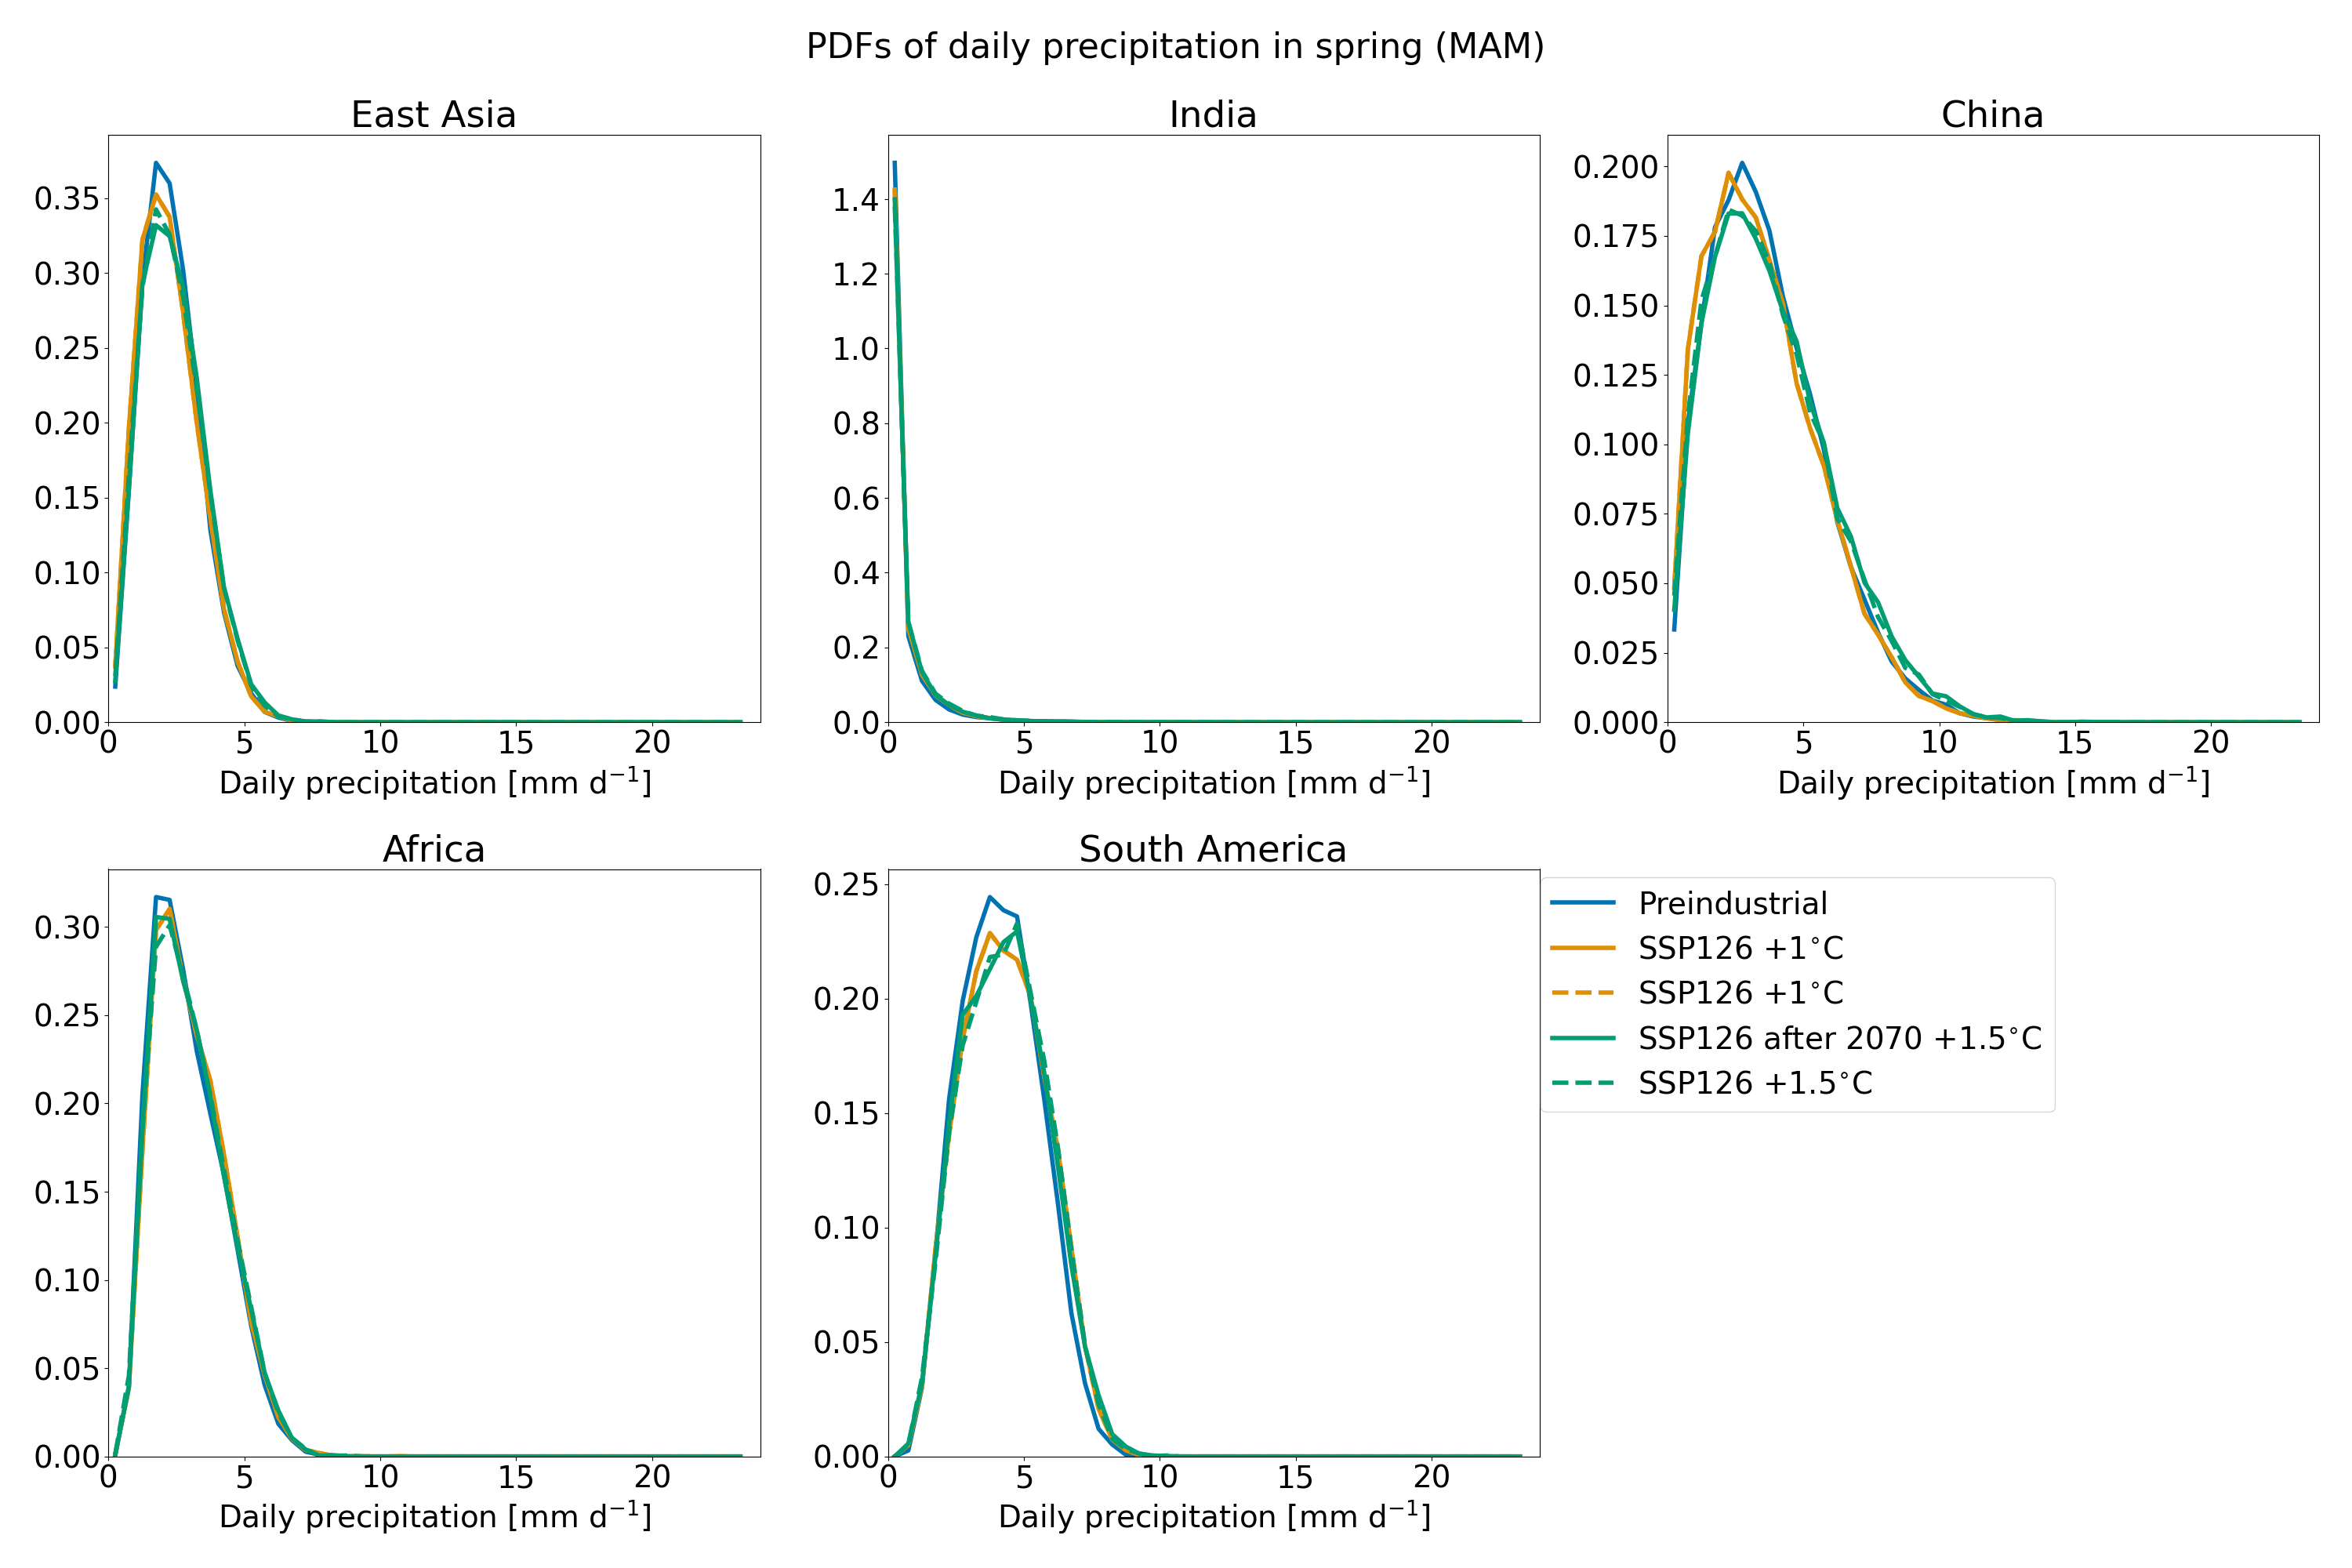 PDFs of daily precipitation in spring (MAM)
East Asia
0.35
0.30
0.25
0.20
0.15
0.10
0.05
0.00
0 5 10 15 20
Daily precipitation [mm d⁻¹]
India
1.4
1.2
1.0
0.8
0.6
0.4
0.2
0.0
0 5 10 15 20
Daily precipitation [mm d⁻¹]
China
0.200
0.175
0.150
0.125
0.100
0.075
0.050
0.025
0.000
0 5 10 15 20
Daily precipitation [mm d⁻¹]
Africa
0.30
0.25
0.20
0.15
0.10
0.05
0.00
0 5 10 15 20
Daily precipitation [mm d⁻¹]
South America
0.25
0.20
0.15
0.10
0.05
0.00
0 5 10 15 20
Daily precipitation [mm d⁻¹]
Preindustrial
SSP126 +1°C
SSP126 +1°C
SSP126 after 2070 +1.5°C
SSP126 +1.5°C